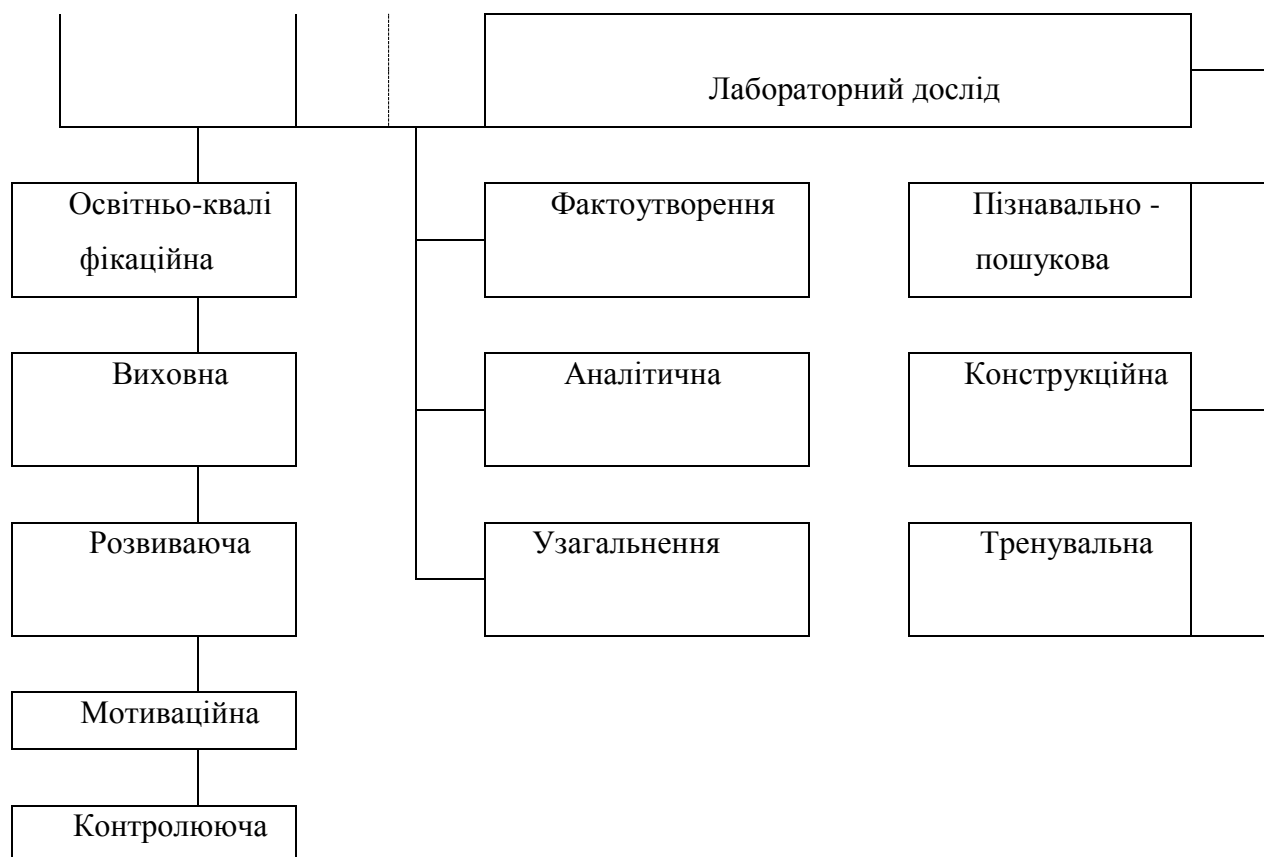 Лабораторний дослід
Освітньо-квалі
фікаційна
Фактоутворення
Пізнавально -
пошукова
Виховна
Аналітична
Конструкційна
Розвиваюча
Узагальнення
Тренувальна
Мотиваційна
Контролююча